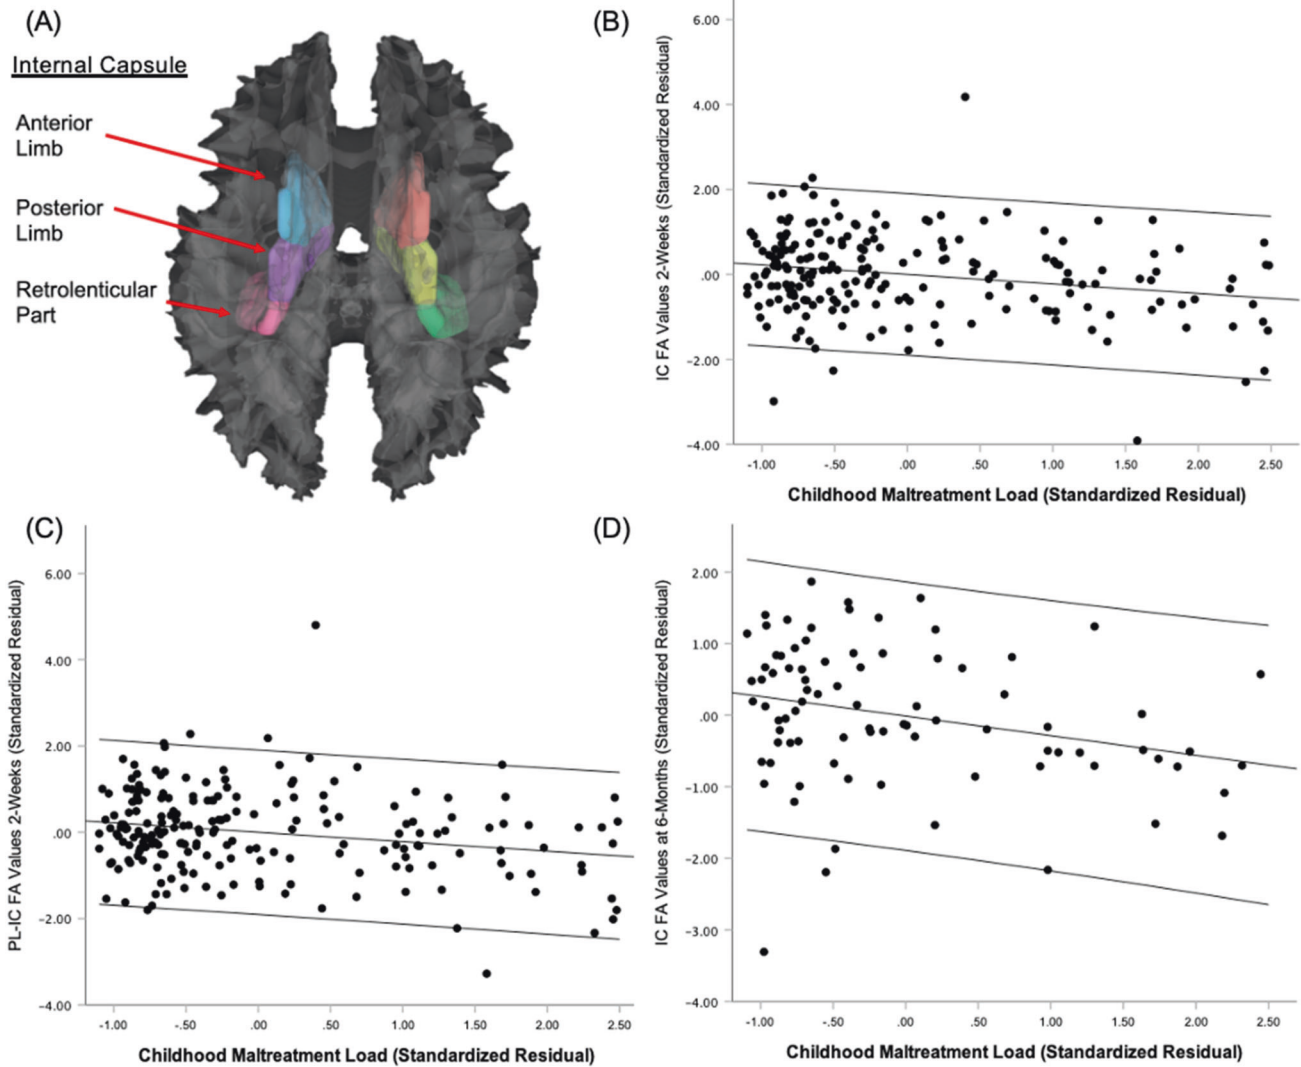 (A)
Internal Capsule
Anterior
Limb
Posterior
Limb
Retrolenticular
Part
(B)
IC FA Values 2-Weeks (Standardized Residual)
6.00
4.00
2.00
.00
-2.00
-4.00
-1.00 -.50 .00 .50 1.00 1.50 2.00 2.50
Childhood Maltreatment Load (Standardized Residual)
(C)
PL-IC FA Values 2-Weeks (Standardized Residual)
6.00
4.00
2.00
.00
-2.00
-4.00
-1.00 -.50 .00 .50 1.00 1.50 2.00 2.50
Childhood Maltreatment Load (Standardized Residual)
(D)
IC FA Values at 6-Months (Standardized Residual)
2.00
1.00
.00
-1.00
-2.00
-3.00
-4.00
-1.00 -.50 .00 .50 1.00 1.50 2.00 2.50
Childhood Maltreatment Load (Standardized Residual)